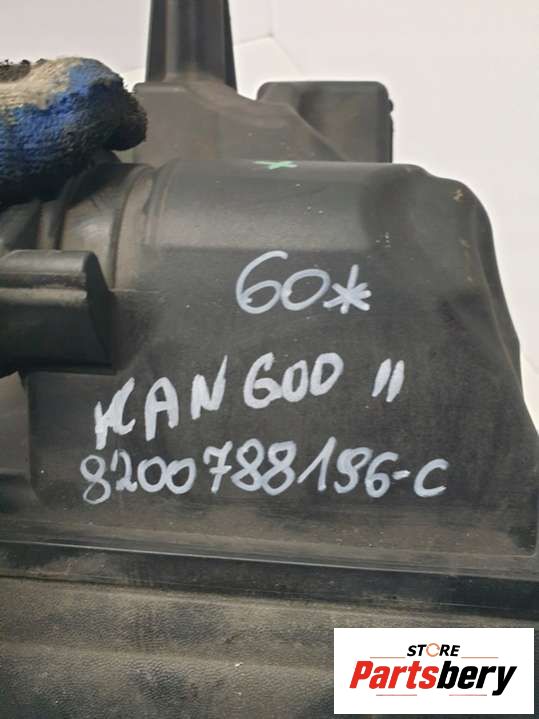 60*
KANGOO II
8200788196-C
STORE
Partsbery